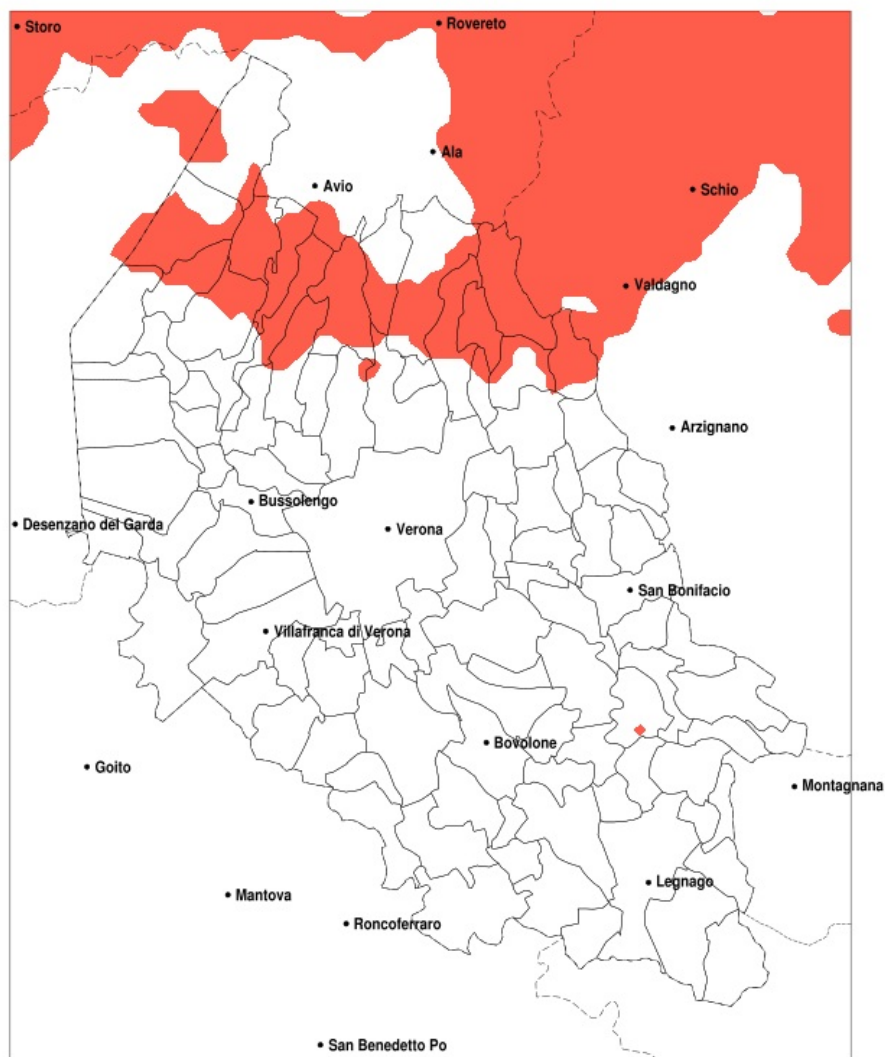 Storo
Rovereto
Ala
Avio
Schio
Valdagno
Arzignano
Bussolengo
Desenzano del Garda
Verona
San Bonifacio
Villafranca di Verona
Bovolone
Goito
Montagnana
Legnago
Mantova
Roncoferraro
San Benedetto Po